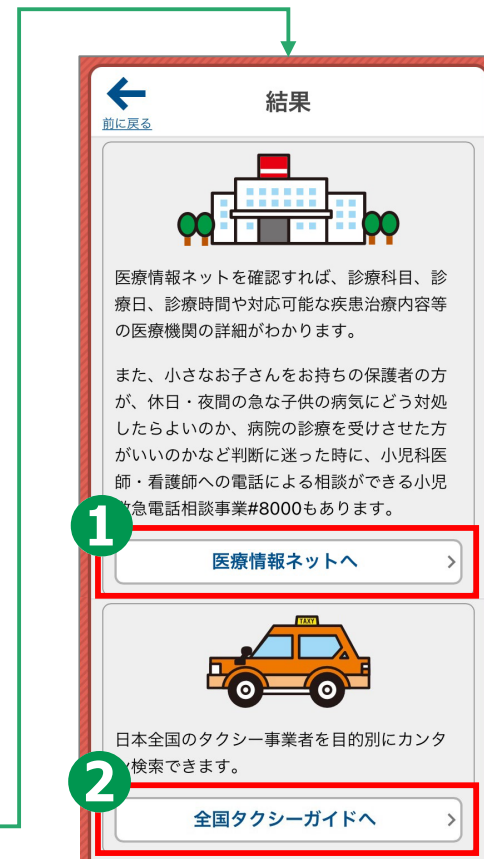 結果
前に戻る
医療情報ネットを確認すれば、診療科目、診
療日、診療時間や対応可能な疾患治療内容等
の医療機関の詳細がわかります。
また、小さなお子さんをお持ちの保護者の方
が、休日・夜間の急な子供の病気にどう対処
したらよいのか、病院の診療を受けさせた方
がいいのかなど判断に迷った時に、小児科医
師・看護師への電話による相談ができる小児
急電話相談事業#8000もあります。
1
医療情報ネットへ
TAXY
日本全国のタクシー事業者を目的別にカンタ
検索できます。
2
全国タクシーガイドへ